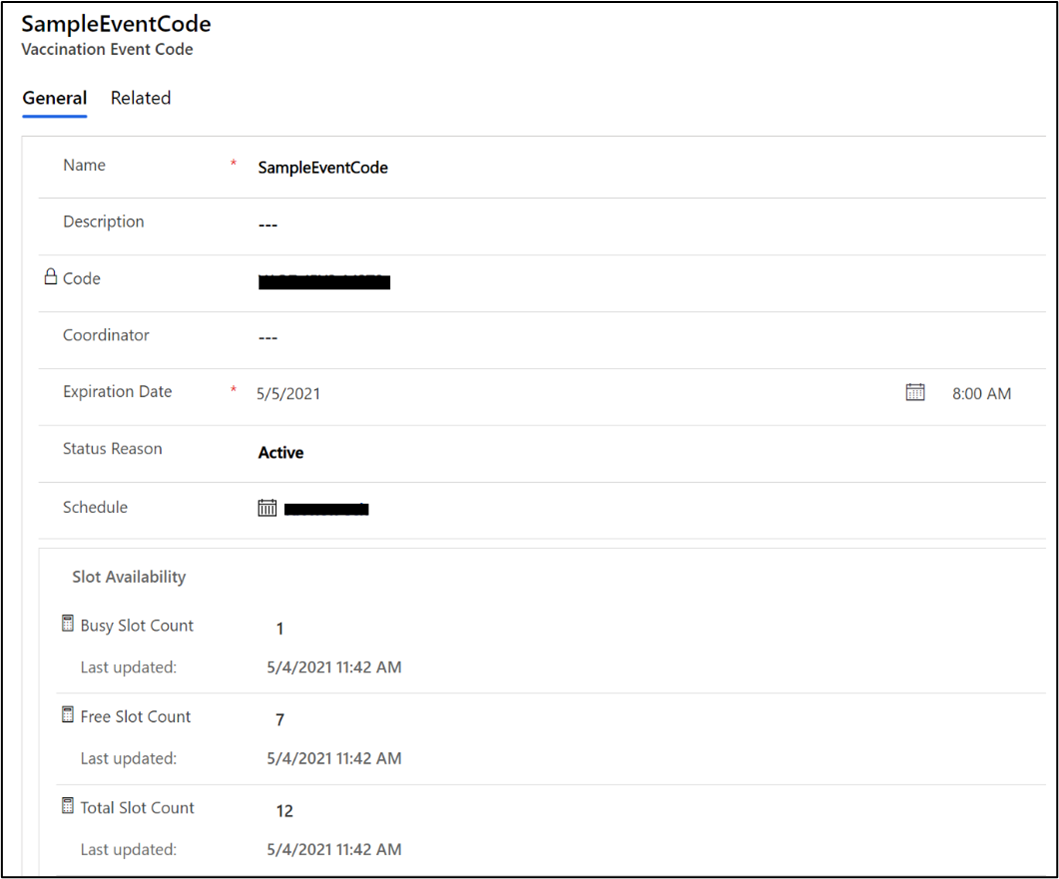 SampleEventCode
Vaccination Event Code
General Related
Name * SampleEventCode
Description ---
Code
Coordinator ---
Expiration Date * 5/5/2021 8:00 AM
Status Reason Active
Schedule
Slot Availability
Busy Slot Count 1
Last updated: 5/4/2021 11:42 AM
Free Slot Count 7
Last updated: 5/4/2021 11:42 AM
Total Slot Count 12
Last updated: 5/4/2021 11:42 AM